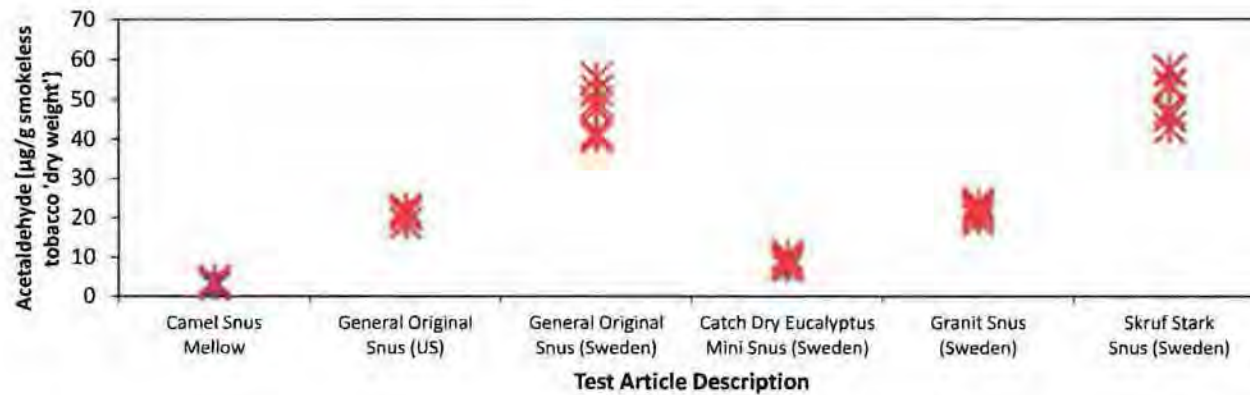 Acetaldehyde [µg/g smokeless
tobacco 'dry weight']
70
60
50
40
30
20
10
0
Camel Snus
Mellow
General Original
Snus (US)
General Original
Snus (Sweden)
Catch Dry Eucalyptus
Mini Snus (Sweden)
Granit Snus
(Sweden)
Skruf Stark
Snus (Sweden)
Test Article Description